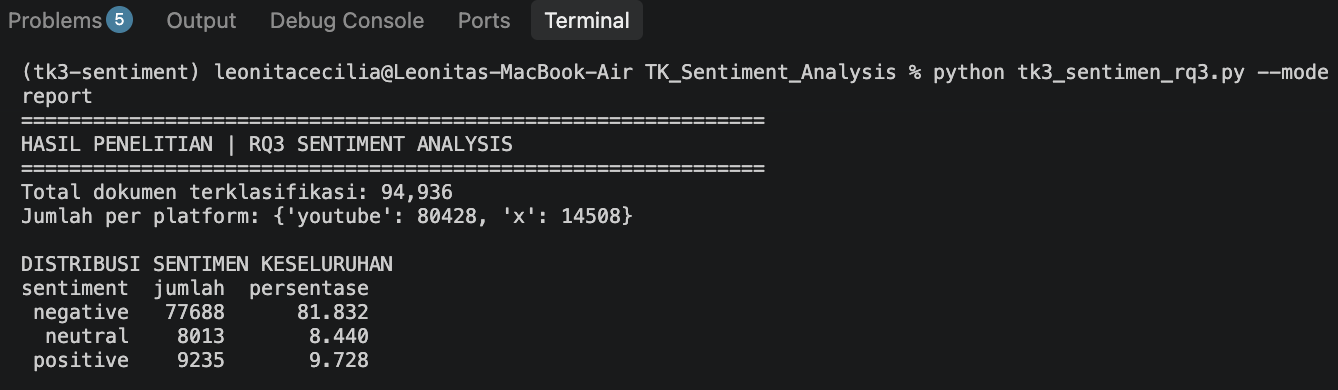 Problems 5 Output Debug Console Ports Terminal
(tk3-sentiment) leonitacecilia@Leonitas-MacBook-Air TK_Sentiment_Analysis % python tk3_sentimen_rq3.py --mode
report
==============================================================
HASIL PENELITIAN | RQ3 SENTIMENT ANALYSIS
==============================================================
Total dokumen terklasifikasi: 94,936
Jumlah per platform: {'youtube': 80428, 'x': 14508}
DISTRIBUSI SENTIMEN KESELURUHAN
sentiment  jumlah  persentase
 negative   77688      81.832
  neutral    8013       8.440
 positive    9235       9.728